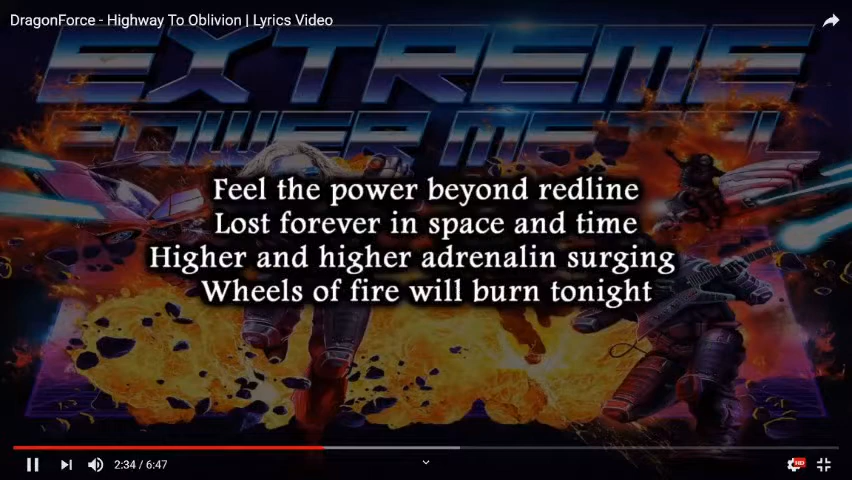 DragonForce - Highway To Oblivion | Lyrics Video
EXTREME
POWER METAL
Feel the power beyond redline
Lost forever in space and time
Higher and higher adrenalin surging
Wheels of fire will burn tonight
2:34 / 6:47
HD